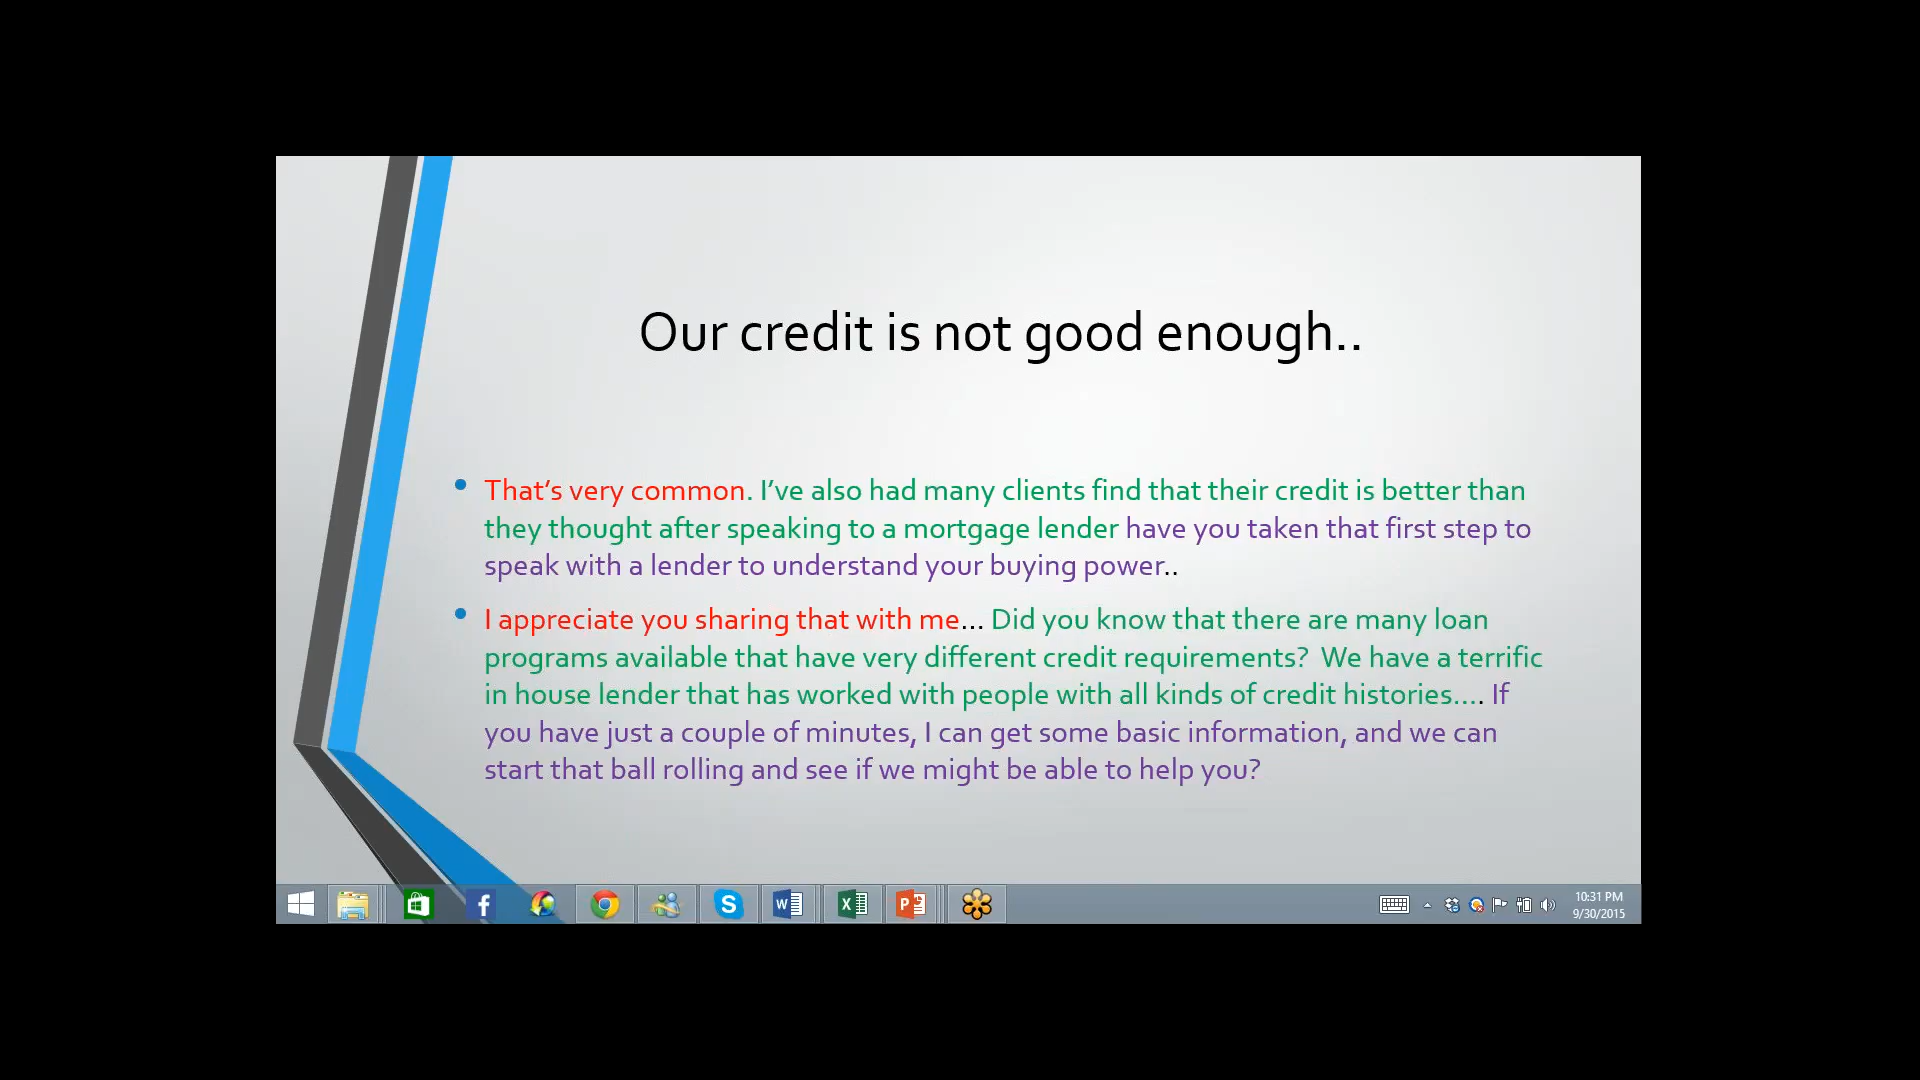 Our credit is not good enough..
• That's very common. I've also had many clients find that their credit is better than
they thought after speaking to a mortgage lender have you taken that first step to
speak with a lender to understand your buying power..
• I appreciate you sharing that with me... Did you know that there are many loan
programs available that have very different credit requirements?  We have a terrific
in house lender that has worked with people with all kinds of credit histories.... If
you have just a couple of minutes, I can get some basic information, and we can
start that ball rolling and see if we might be able to help you?
10:31 PM
9/30/2015